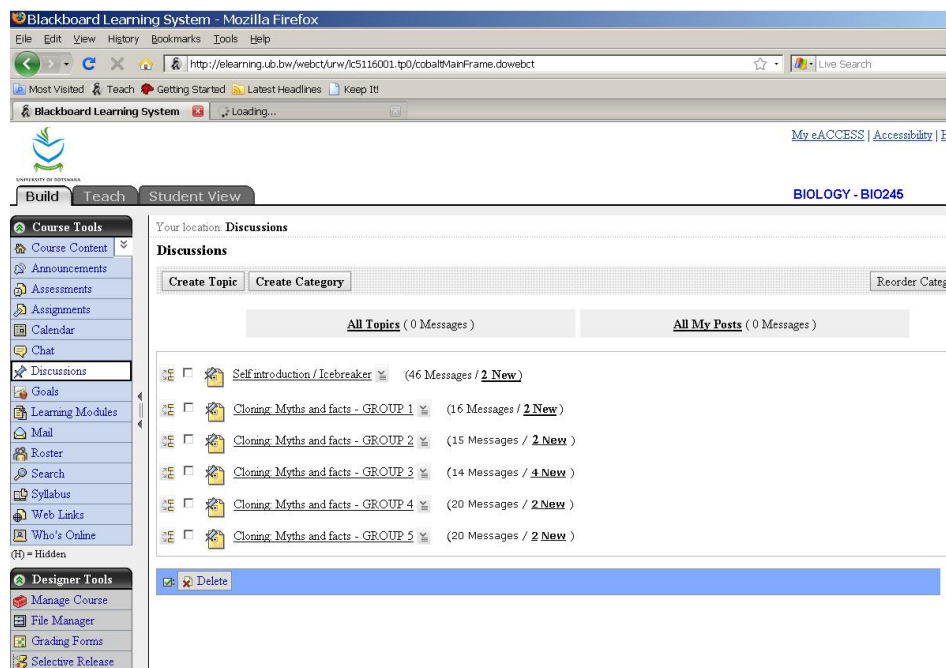 Blackboard Learning System - Mozilla Firefox
File Edit View History Bookmarks Tools Help
http://elearning.ub.bw/webct/urw/lc5116001.tp0/cobaltMainFrame.dowebct
Live Search
Most Visited Teach Getting Started Latest Headlines Keep It!
Blackboard Learning System Loading...
My eACCESS | Accessibility |
UNIVERSITY OF BOTSWANA
Build Teach Student View BIOLOGY - BIO245
Course Tools
Course Content
Announcements
Assessments
Assignments
Calendar
Chat
Discussions
Goals
Learning Modules
Mail
Roster
Search
Syllabus
Web Links
Who's Online
(H) = Hidden
Designer Tools
Manage Course
File Manager
Grading Forms
Selective Release
Your location: Discussions
Discussions
Create Topic Create Category Reorder Categ
All Topics ( 0 Messages ) All My Posts ( 0 Messages )
Self introduction / Icebreaker (46 Messages / 2 New )
Cloning: Myths and facts - GROUP 1 (16 Messages / 2 New )
Cloning: Myths and facts - GROUP 2 (15 Messages / 2 New )
Cloning: Myths and facts - GROUP 3 (14 Messages / 4 New )
Cloning: Myths and facts - GROUP 4 (20 Messages / 2 New )
Cloning: Myths and facts - GROUP 5 (20 Messages / 2 New )
Delete